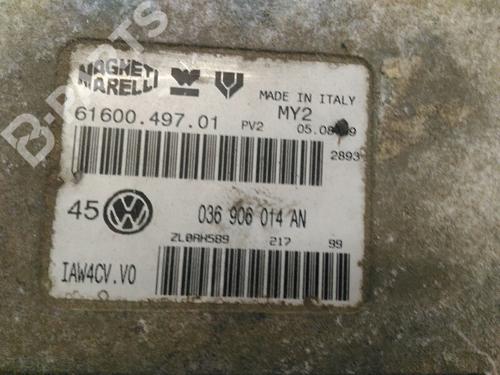 B-PARTS
MAGNETI
MARELLI
MADE IN ITALY
61600.497.01 PV2 MY2
2893
45 036 906 014 AN
ZL0AH589 217 99
IAW4CV.V0